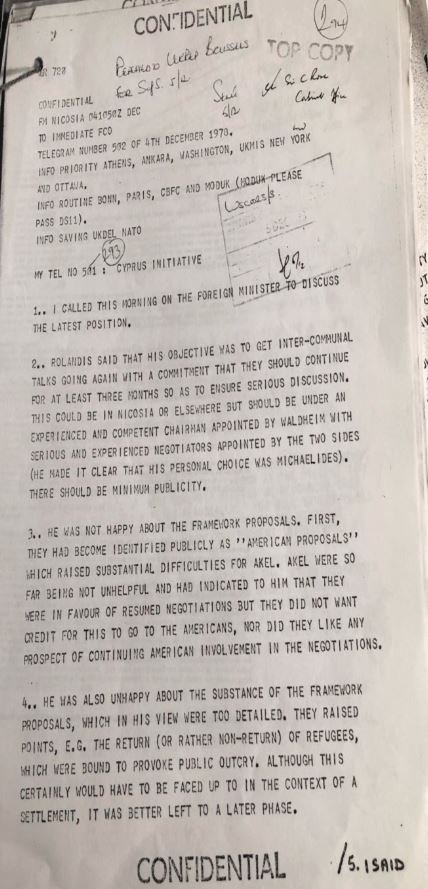 CONFIDENTIAL
294
TOP COPY
GR 720
CONFIDENTIAL
FM NICOSIA 041050Z DEC
TO IMMEDIATE FCO
TELEGRAM NUMBER 502 OF 4TH DECEMBER 1978.
INFO PRIORITY ATHENS, ANKARA, WASHINGTON, UKMIS NEW YORK
AND OTTAWA.
INFO ROUTINE BONN, PARIS, CBFC AND MODUK (MODUK PLEASE
PASS DS11).
INFO SAVING UKDEL NATO
293
MY TEL NO 501 : CYPRUS INITIATIVE
1.. I CALLED THIS MORNING ON THE FOREIGN MINISTER TO DISCUSS
THE LATEST POSITION.
2.. ROLANDIS SAID THAT HIS OBJECTIVE WAS TO GET INTER-COMMUNAL
TALKS GOING AGAIN WITH A COMMITMENT THAT THEY SHOULD CONTINUE
FOR AT LEAST THREE MONTHS SO AS TO ENSURE SERIOUS DISCUSSION.
THIS COULD BE IN NICOSIA OR ELSEWHERE BUT SHOULD BE UNDER AN
EXPERIENCED AND COMPETENT CHAIRMAN APPOINTED BY WALDHEIM WITH
SERIOUS AND EXPERIENCED NEGOTIATORS APPOINTED BY THE TWO SIDES
(HE MADE IT CLEAR THAT HIS PERSONAL CHOICE WAS MICHAELIDES).
THERE SHOULD BE MINIMUM PUBLICITY.
3.. HE WAS NOT HAPPY ABOUT THE FRAMEWORK PROPOSALS. FIRST,
THEY HAD BECOME IDENTIFIED PUBLICLY AS ''AMERICAN PROPOSALS''
WHICH RAISED SUBSTANTIAL DIFFICULTIES FOR AKEL. AKEL WERE SO
FAR BEING NOT UNHELPFUL AND HAD INDICATED TO HIM THAT THEY
WERE IN FAVOUR OF RESUMED NEGOTIATIONS BUT THEY DID NOT WANT
CREDIT FOR THIS TO GO TO THE AMERICANS, NOR DID THEY LIKE ANY
PROSPECT OF CONTINUING AMERICAN INVOLVEMENT IN THE NEGOTIATIONS.
4.. HE WAS ALSO UNHAPPY ABOUT THE SUBSTANCE OF THE FRAMEWORK
PROPOSALS, WHICH IN HIS VIEW WERE TOO DETAILED. THEY RAISED
POINTS, E.G. THE RETURN (OR RATHER NON-RETURN) OF REFUGEES,
WHICH WERE BOUND TO PROVOKE PUBLIC OUTCRY. ALTHOUGH THIS
CERTAINLY WOULD HAVE TO BE FACED UP TO IN THE CONTEXT OF A
SETTLEMENT, IT WAS BETTER LEFT TO A LATER PHASE.
CONFIDENTIAL
/5. I SAID